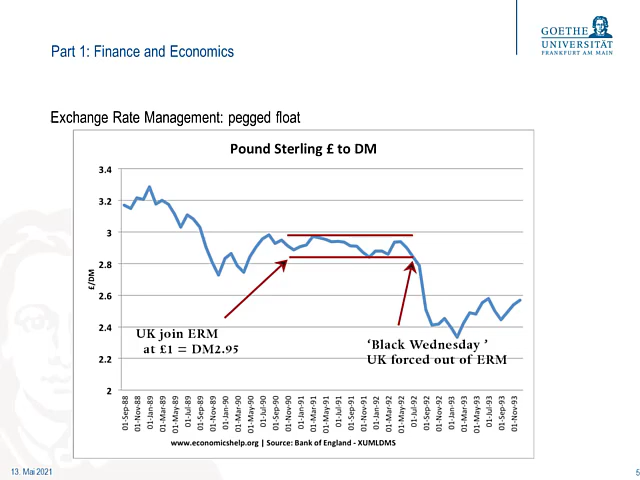 GOETHE
UNIVERSITÄT
FRANKFURT AM MAIN
Part 1: Finance and Economics
Exchange Rate Management: pegged float
Pound Sterling £ to DM
3.4
3.2
3
2.8
2.6
2.4
2.2
2
£/DM
UK join ERM
at £1 = DM2.95
‘Black Wednesday ’
UK forced out of ERM
01-Sep-88
01-Nov-88
01-Jan-89
01-Mar-89
01-May-89
01-Jul-89
01-Sep-89
01-Nov-89
01-Jan-90
01-Mar-90
01-May-90
01-Jul-90
01-Sep-90
01-Nov-90
01-Jan-91
01-Mar-91
01-May-91
01-Jul-91
01-Sep-91
01-Nov-91
01-Jan-92
01-Mar-92
01-May-92
01-Jul-92
01-Sep-92
01-Nov-92
01-Jan-93
01-Mar-93
01-May-93
01-Jul-93
01-Sep-93
01-Nov-93
www.economicshelp.org | Source: Bank of England - XUMLDMS
13. Mai 2021
5